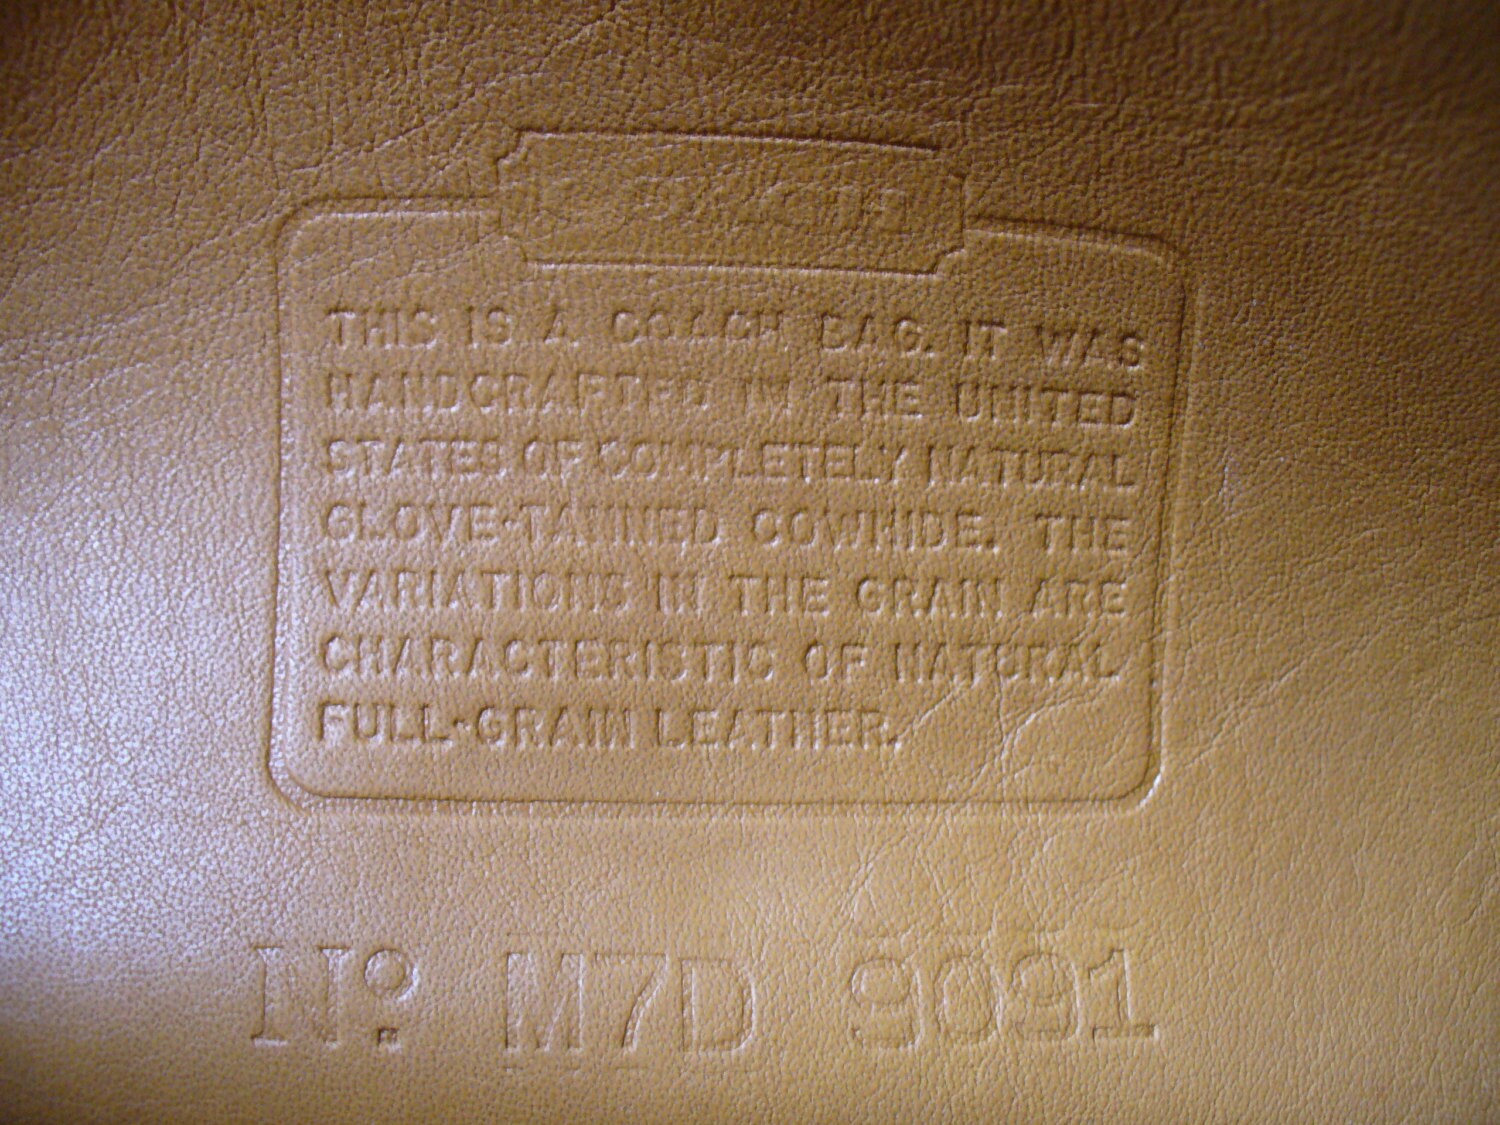 COACH
THIS IS A COACH BAG. IT WAS
HANDCRAFTED IN THE UNITED
STATES OF COMPLETELY NATURAL
GLOVE-TANNED COWHIDE. THE
VARIATIONS IN THE GRAIN ARE
CHARACTERISTIC OF NATURAL
FULL-GRAIN LEATHER.
Nº M7D 9091